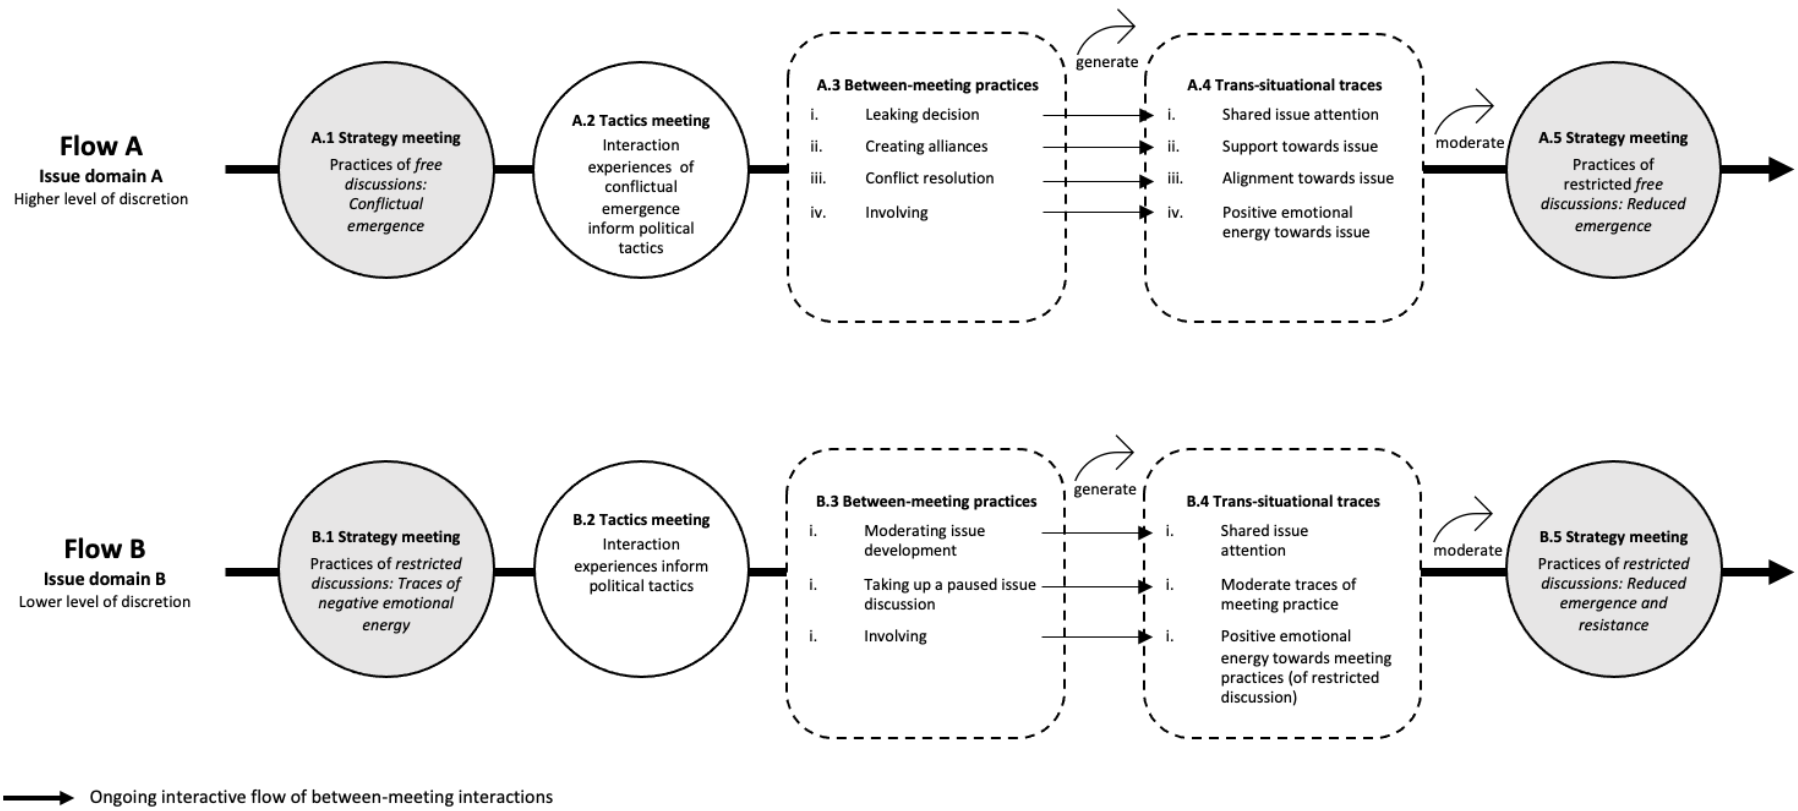 Flow A
Issue domain A
Higher level of discretion
A.1 Strategy meeting
Practices of free
discussions:
Conflictual
emergence
A.2 Tactics meeting
Interaction
experiences of
conflictual
emergence
inform political
tactics
A.3 Between-meeting practices
i. Leaking decision
ii. Creating alliances
iii. Conflict resolution
iv. Involving
generate
A.4 Trans-situational traces
i. Shared issue attention
ii. Support towards issue
iii. Alignment towards issue
iv. Positive emotional
energy towards issue
moderate
A.5 Strategy meeting
Practices of
restricted free
discussions: Reduced
emergence
Flow B
Issue domain B
Lower level of discretion
B.1 Strategy meeting
Practices of restricted
discussions: Traces of
negative emotional
energy
B.2 Tactics meeting
Interaction
experiences inform
political tactics
B.3 Between-meeting practices
i. Moderating issue
development
i. Taking up a paused issue
discussion
i. Involving
generate
B.4 Trans-situational traces
i. Shared issue
attention
i. Moderate traces of
meeting practice
i. Positive emotional
energy towards meeting
practices (of restricted
discussion)
moderate
B.5 Strategy meeting
Practices of restricted
discussions: Reduced
emergence and
resistance
Ongoing interactive flow of between-meeting interactions